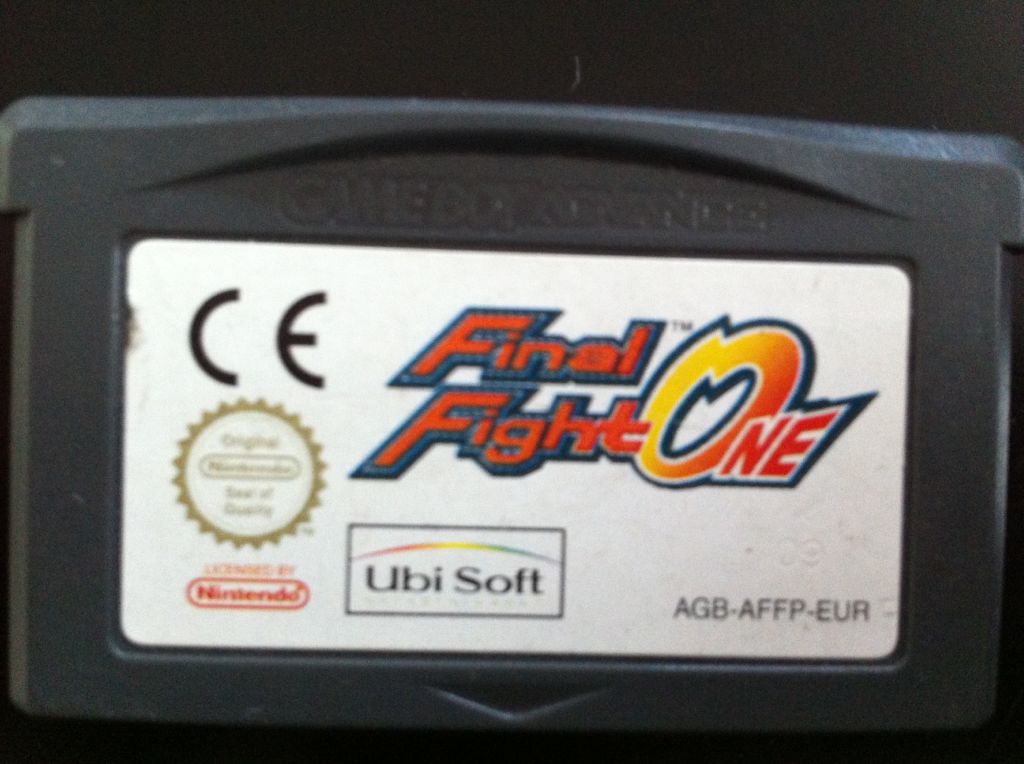 GAME BOY ADVANCE
CE
Final
Fight ONE
™
Original
Nintendo
Seal of
Quality
™
LICENSED BY
Nintendo
Ubi Soft
AGB-AFFP-EUR